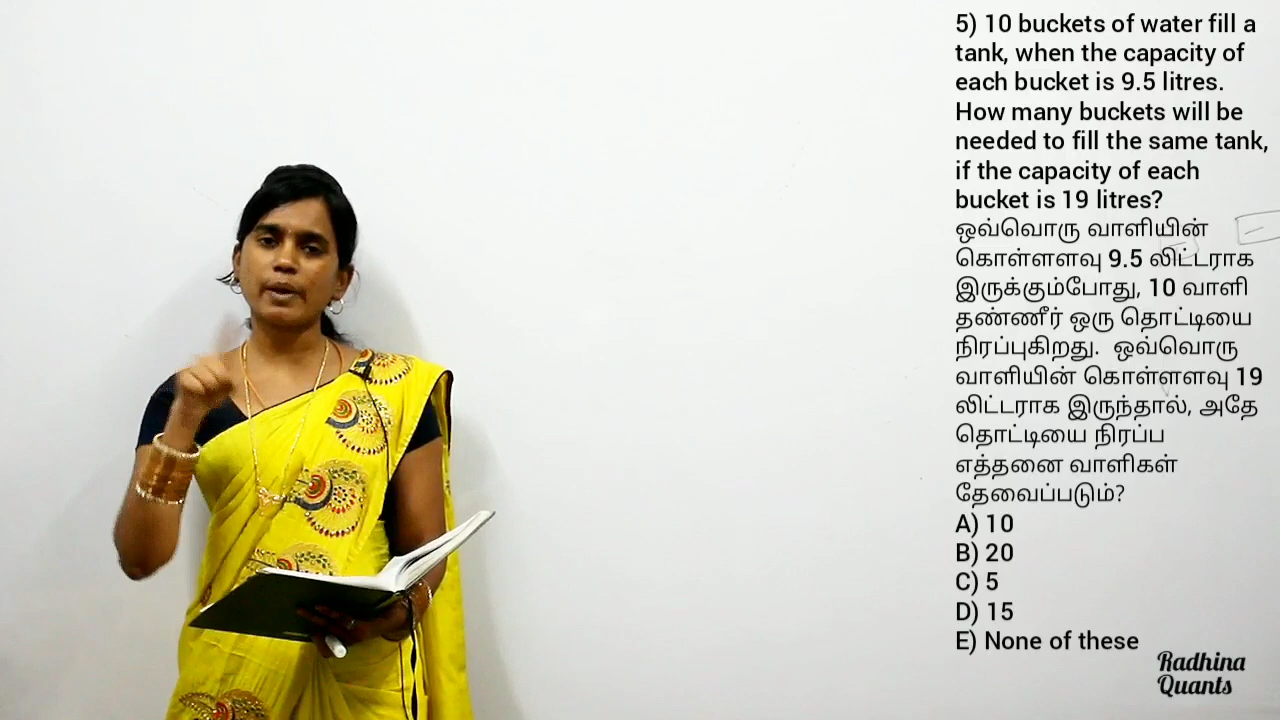 5) 10 buckets of water fill a
tank, when the capacity of
each bucket is 9.5 litres.
How many buckets will be
needed to fill the same tank,
if the capacity of each
bucket is 19 litres?
ஒவ்வொரு வாளியின்
கொள்ளளவு 9.5 லிட்டராக
இருக்கும்போது, 10 வாளி
தண்ணீர் ஒரு தொட்டியை
நிரப்புகிறது. ஒவ்வொரு
வாளியின் கொள்ளளவு 19
லிட்டராக இருந்தால், அதே
தொட்டியை நிரப்ப
எத்தனை வாளிகள்
தேவைப்படும்?
A) 10
B) 20
C) 5
D) 15
E) None of these
Radhina
Quants